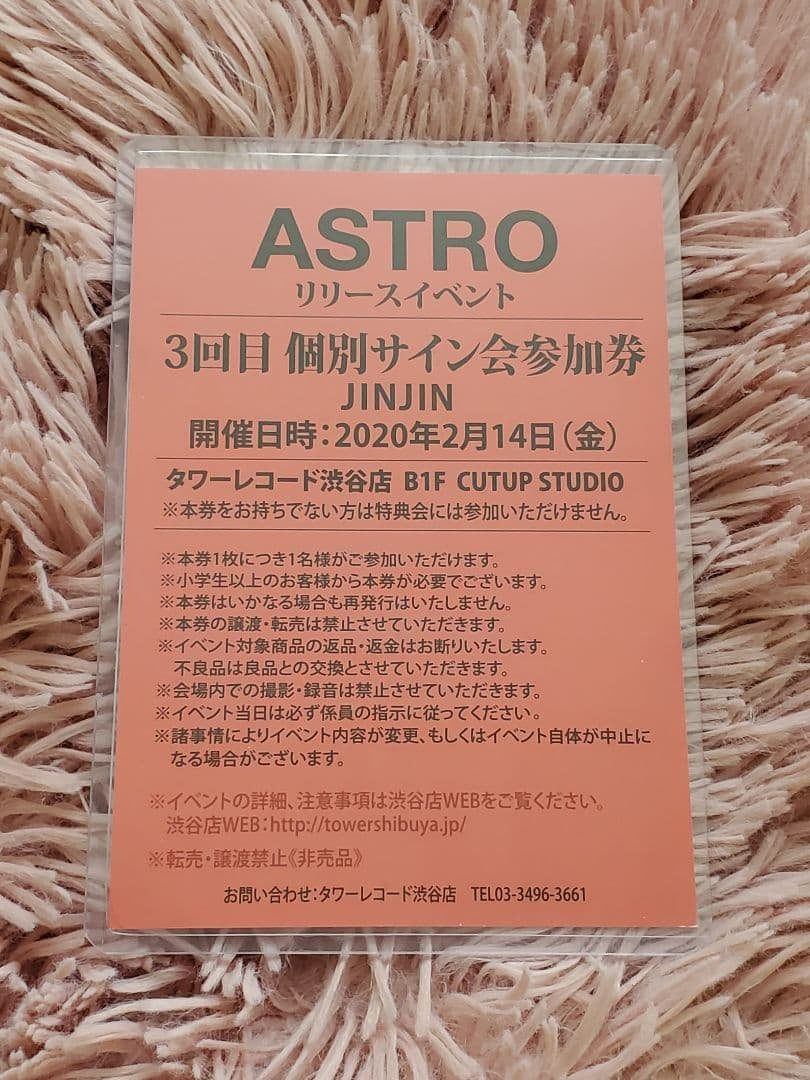 ASTRO
リリースイベント
3回目 個別サイン会参加券
JINJIN
開催日時：2020年2月14日（金）
タワーレコード渋谷店 B1F CUTUP STUDIO
※本券をお持ちでない方は特典会には参加いただけません。
※本券1枚につき1名様がご参加いただけます。
※小学生以上のお客様から本券が必要でございます。
※本券はいかなる場合も再発行はいたしません。
※本券の譲渡・転売は禁止させていただきます。
※イベント対象商品の返品・返金はお断りいたします。
不良品は良品との交換とさせていただきます。
※会場内での撮影・録音は禁止させていただきます。
※イベント当日は必ず係員の指示に従ってください。
※諸事情によりイベント内容が変更、もしくはイベント自体が中止に
なる場合がございます。
※イベントの詳細、注意事項は渋谷店WEBをご覧ください。
渋谷店WEB：http://towershibuya.jp/
※転売・譲渡禁止《非売品》
お問い合わせ：タワーレコード渋谷店 TEL03-3496-3661